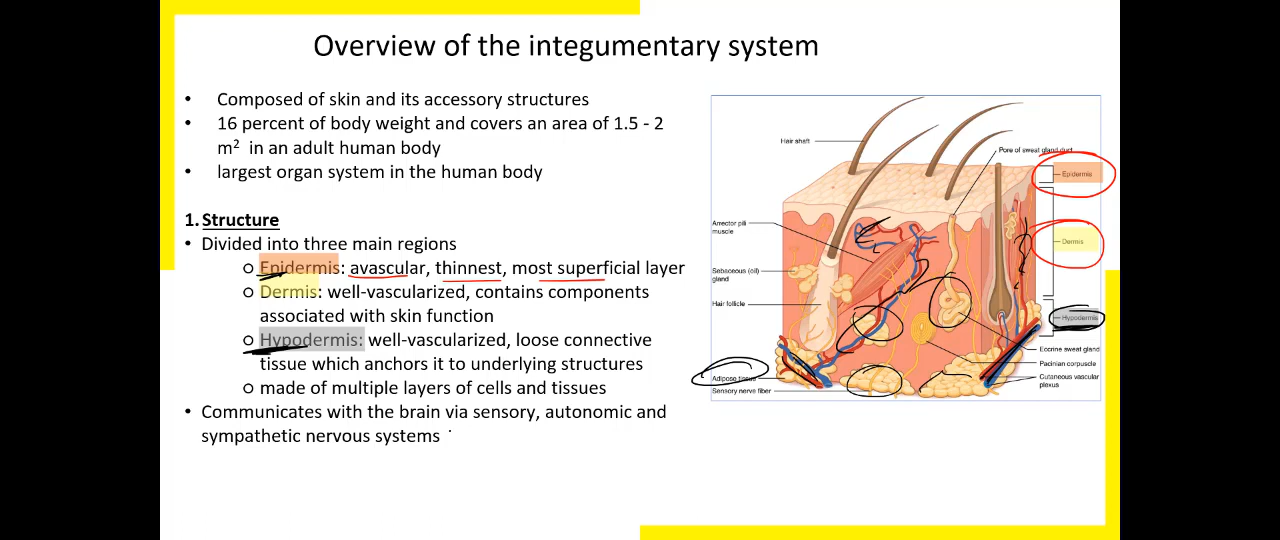 Overview of the integumentary system
• Composed of skin and its accessory structures
• 16 percent of body weight and covers an area of 1.5 - 2
m² in an adult human body
• largest organ system in the human body
1. Structure
• Divided into three main regions
o Epidermis: avascular, thinnest, most superficial layer
o Dermis: well-vascularized, contains components
associated with skin function
o Hypodermis: well-vascularized, loose connective
tissue which anchors it to underlying structures
o made of multiple layers of cells and tissues
• Communicates with the brain via sensory, autonomic and
sympathetic nervous systems
Hair shaft
Pore of sweat gland duct
Epidermis
Arrector pili
muscle
Dermis
Sebaceous (oil)
gland
Hair follicle
Hypodermis
Eccrine sweat gland
Pacinian corpuscle
Cutaneous vascular
plexus
Adipose tissue
Sensory nerve fiber